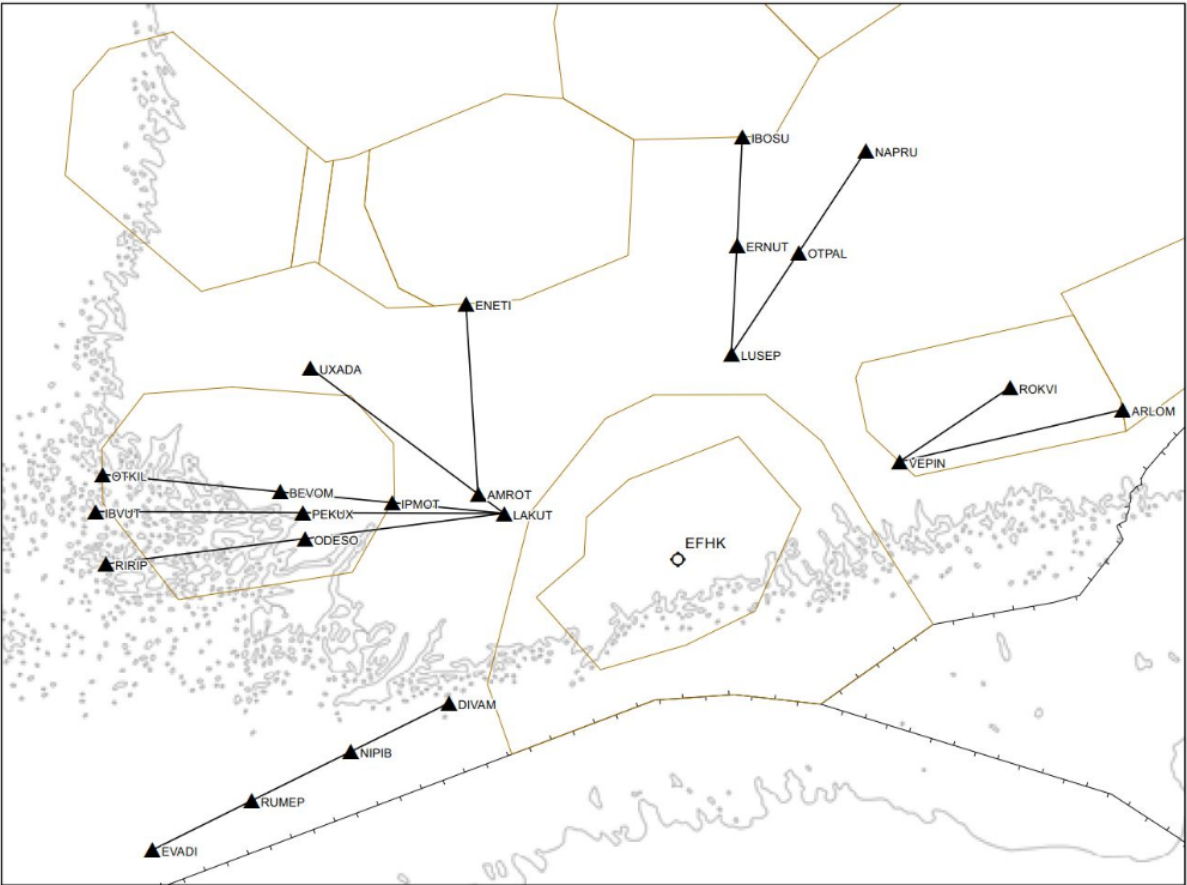 IBOSU
NAPRU
ERNUT
OTPAL
ENETI
LUSEP
UXADA
ROKVI
ARLOM
VEPIN
OTKIL
BEVOM
AMROT
IPMOT
IBVUT
PEKUX
LAKUT
ODESO
EFHK
RIRIP
DIVAM
NIPIB
RUMEP
EVADI